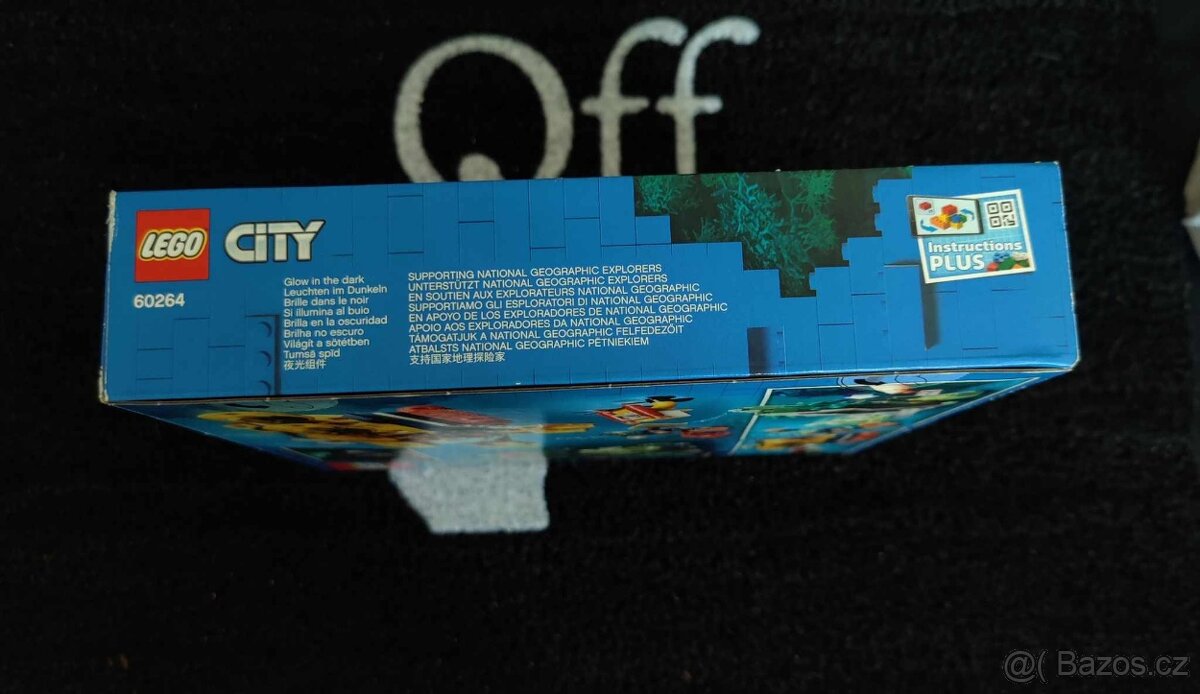 Off
LEGO
CITY
60264
Glow in the dark
Leuchten im Dunkeln
Brille dans le noir
Si illumina al buio
Brilla en la oscuridad
Brilha no escuro
Világít a sötétben
Tumsā spīd
夜光组件
SUPPORTING NATIONAL GEOGRAPHIC EXPLORERS
UNTERSTÜTZT NATIONAL GEOGRAPHIC EXPLORERS
EN SOUTIEN AUX EXPLORATEURS NATIONAL GEOGRAPHIC
SUPPORTIAMO GLI ESPLORATORI DI NATIONAL GEOGRAPHIC
EN APOYO DE LOS EXPLORADORES DE NATIONAL GEOGRAPHIC
APOIO AOS EXPLORADORES DA NATIONAL GEOGRAPHIC
TÁMOGATJUK A NATIONAL GEOGRAPHIC FELFEDEZŐIT
ATBALSTS NATIONAL GEOGRAPHIC PĒTNIEKIEM
支持国家地理探险家
Instructions
PLUS
@( Bazos.cz